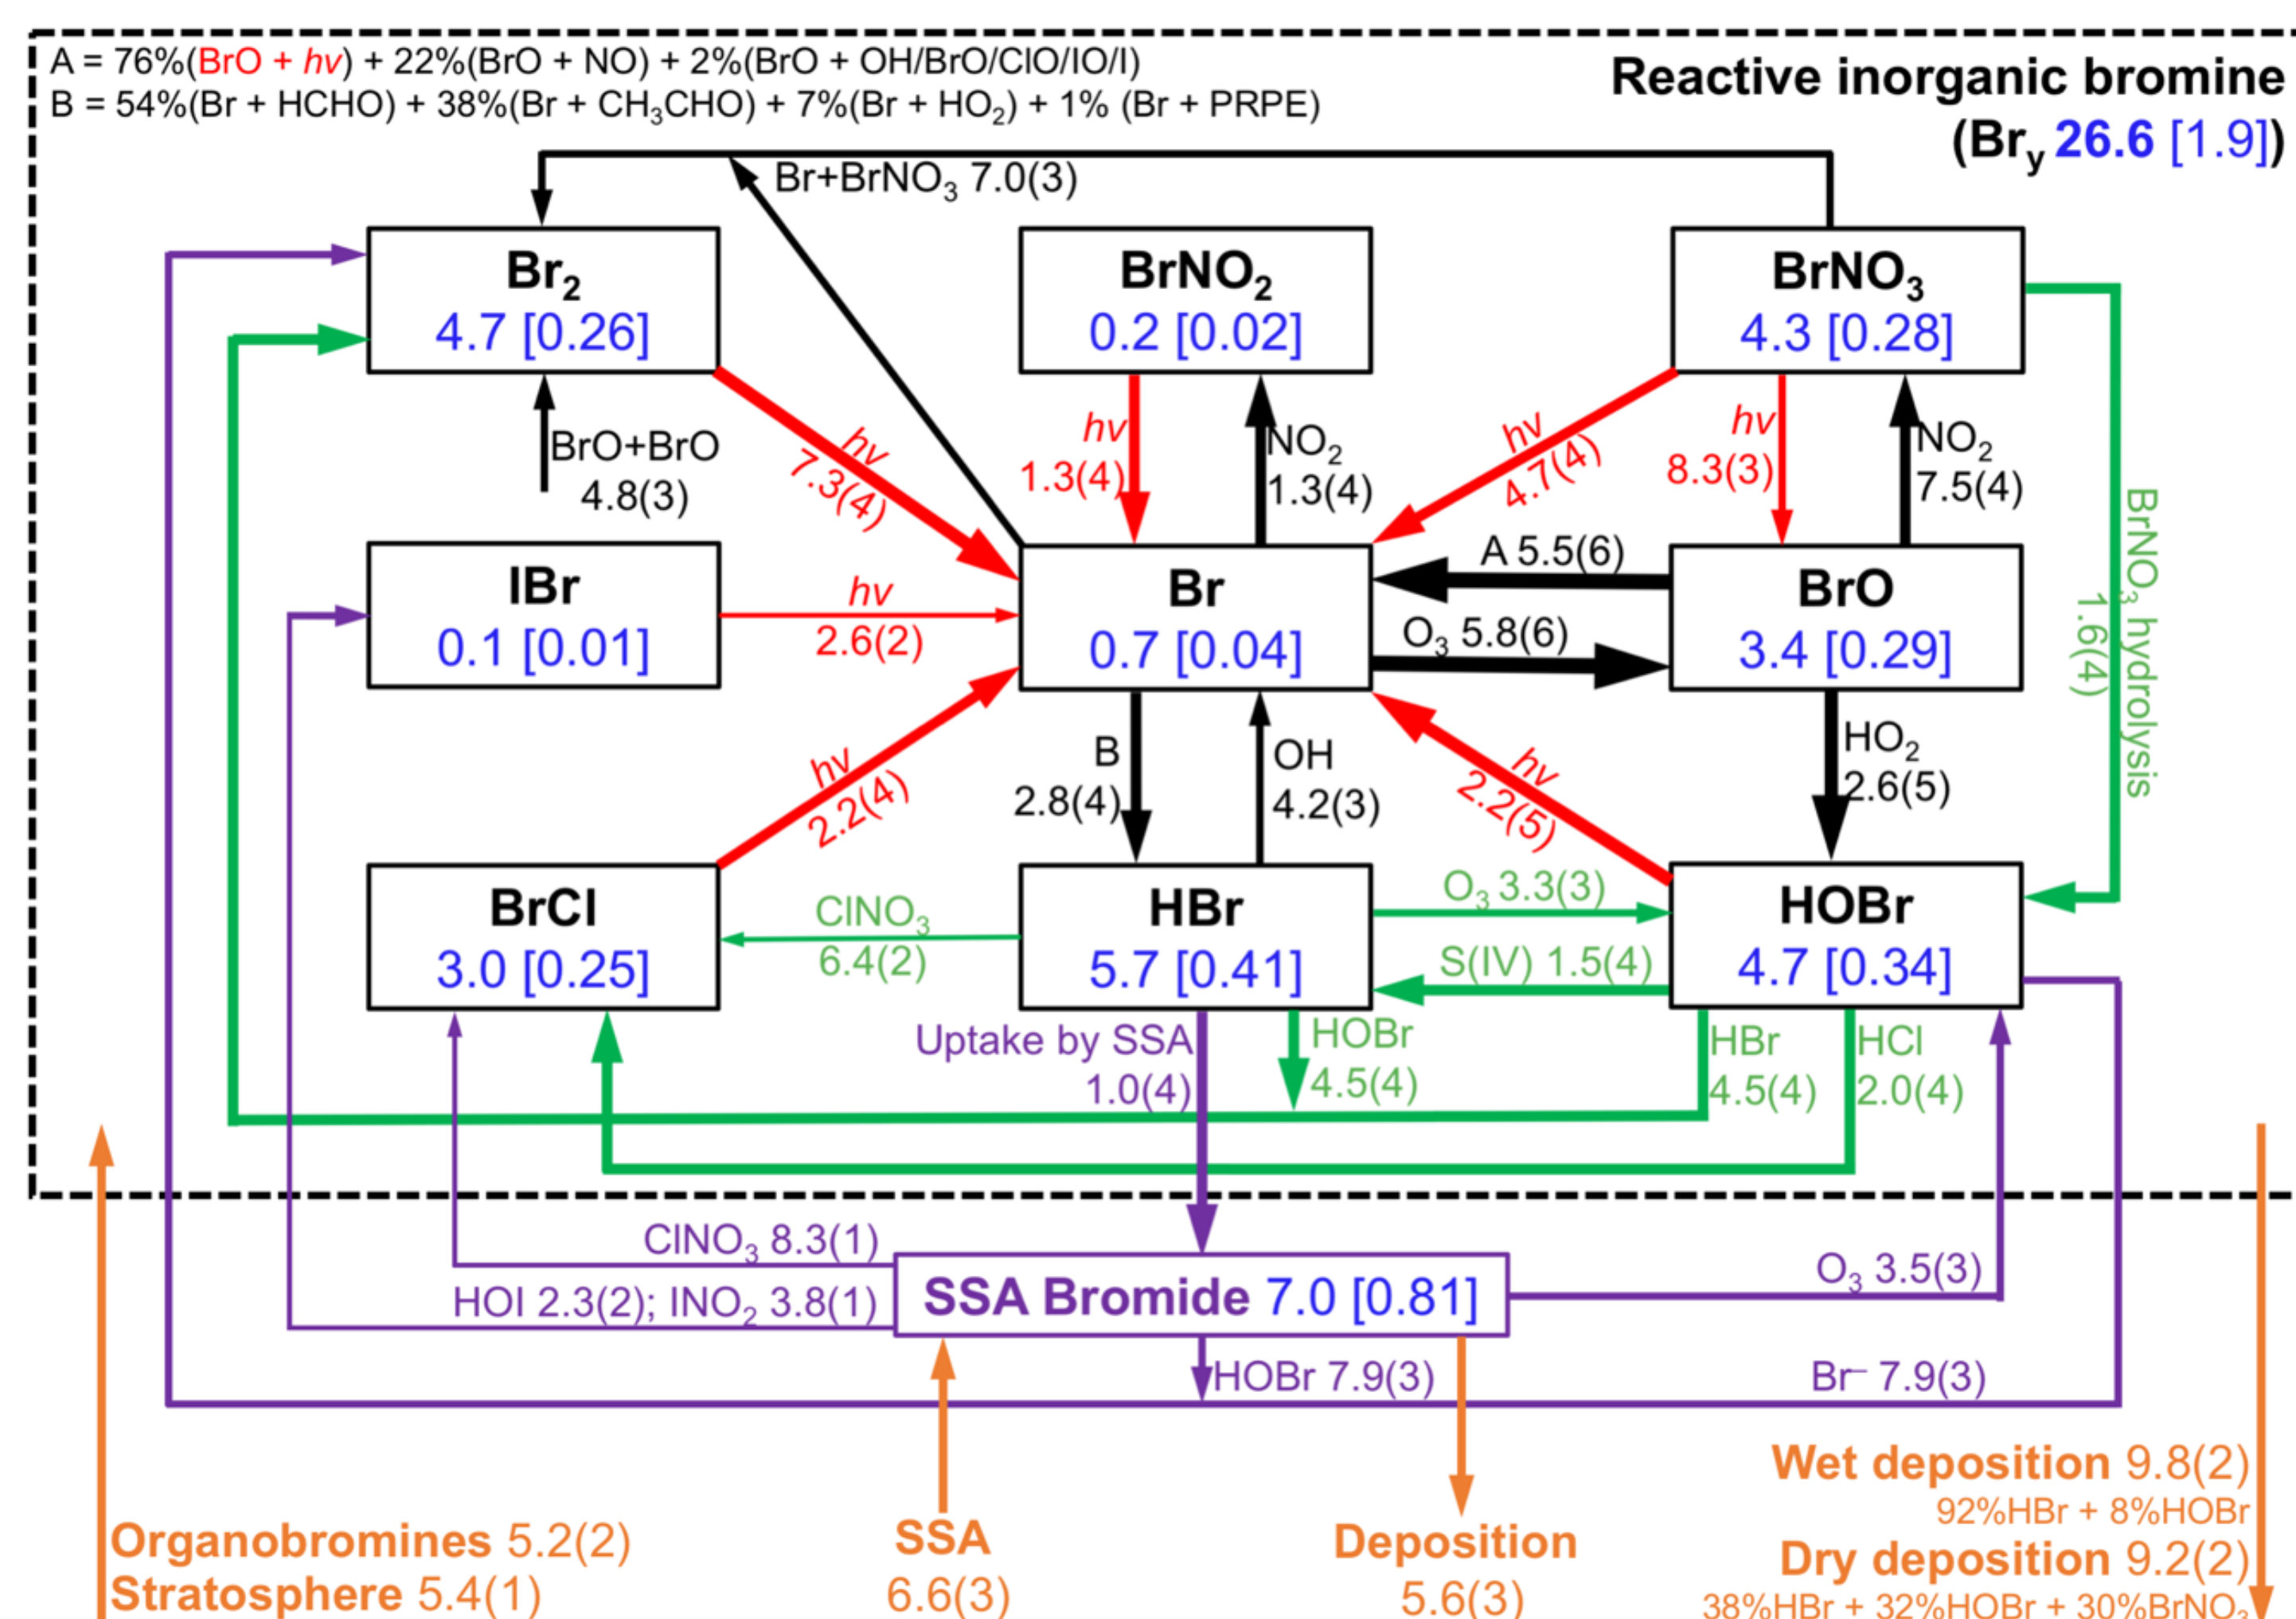 A = 76%(BrO + hv) + 22%(BrO + NO) + 2%(BrO + OH/BrO/ClO/IO/I)
B = 54%(Br + HCHO) + 38%(Br + CH₃CHO) + 7%(Br + HO₂) + 1% (Br + PRPE)
Reactive inorganic bromine
(Br_y 26.6 [1.9])
Br+BrNO₃ 7.0(3)
Br₂
4.7 [0.26]
BrNO₂
0.2 [0.02]
BrNO₃
4.3 [0.28]
BrO+BrO
4.8(3)
hv
7.3(4)
hv
1.3(4)
NO₂
1.3(4)
hv
4.7(4)
hv
8.3(3)
NO₂
7.5(4)
BrNO₃ hydrolysis
1.6(4)
IBr
0.1 [0.01]
hv
2.6(2)
Br
0.7 [0.04]
A 5.5(6)
O₃ 5.8(6)
BrO
3.4 [0.29]
hv
2.2(4)
B
2.8(4)
OH
4.2(3)
hv
2.2(5)
HO₂
2.6(5)
BrCl
3.0 [0.25]
ClNO₃
6.4(2)
HBr
5.7 [0.41]
O₃ 3.3(3)
S(IV) 1.5(4)
HOBr
4.7 [0.34]
Uptake by SSA
1.0(4)
HOBr
4.5(4)
HBr
4.5(4)
HCl
2.0(4)
ClNO₃ 8.3(1)
HOI 2.3(2); INO₂ 3.8(1)
SSA Bromide 7.0 [0.81]
O₃ 3.5(3)
HOBr 7.9(3)
Br⁻ 7.9(3)
Organobromines 5.2(2)
Stratosphere 5.4(1)
SSA
6.6(3)
Deposition
5.6(3)
Wet deposition 9.8(2)
92%HBr + 8%HOBr
Dry deposition 9.2(2)
38%HBr + 32%HOBr + 30%BrNO₃